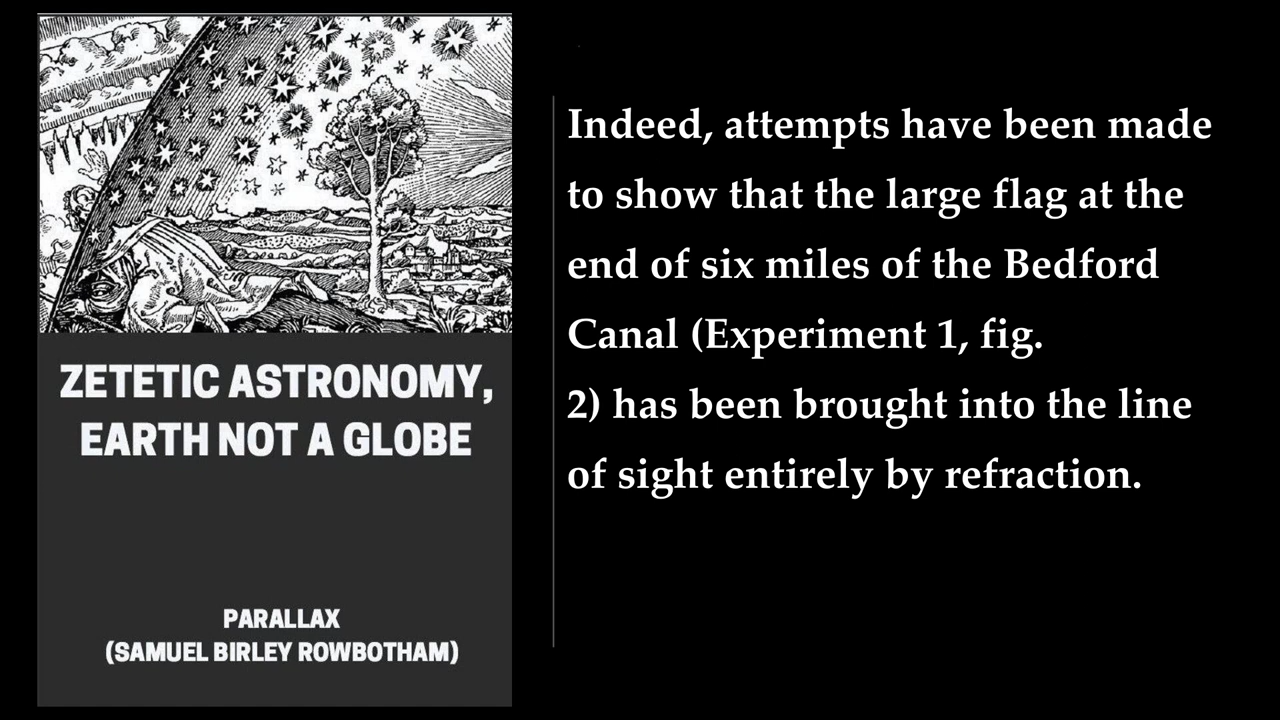 ZETETIC ASTRONOMY,
EARTH NOT A GLOBE
PARALLAX
(SAMUEL BIRLEY ROWBOTHAM)
Indeed, attempts have been made
to show that the large flag at the
end of six miles of the Bedford
Canal (Experiment 1, fig.
2) has been brought into the line
of sight entirely by refraction.